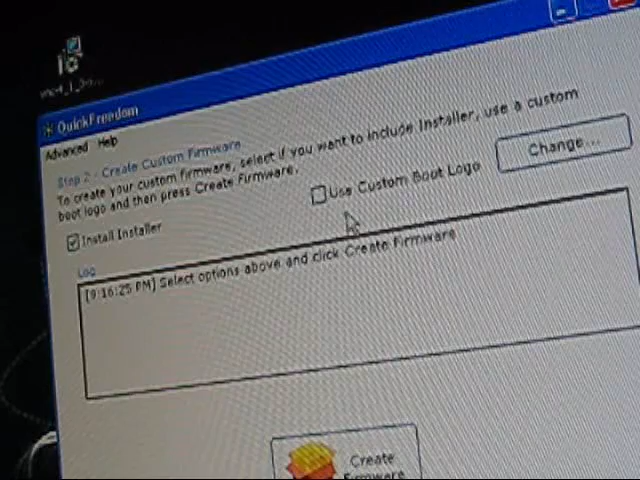 QuickFreedom
Advanced Help
Step 2 - Create Custom Firmware
To create your custom firmware, select if you want to include Installer, use a custom
boot logo and then press Create Firmware.
Install Installer
Use Custom Boot Logo
Change...
Log
[9:16:25 PM] Select options above and click Create Firmware
Create
Firmware